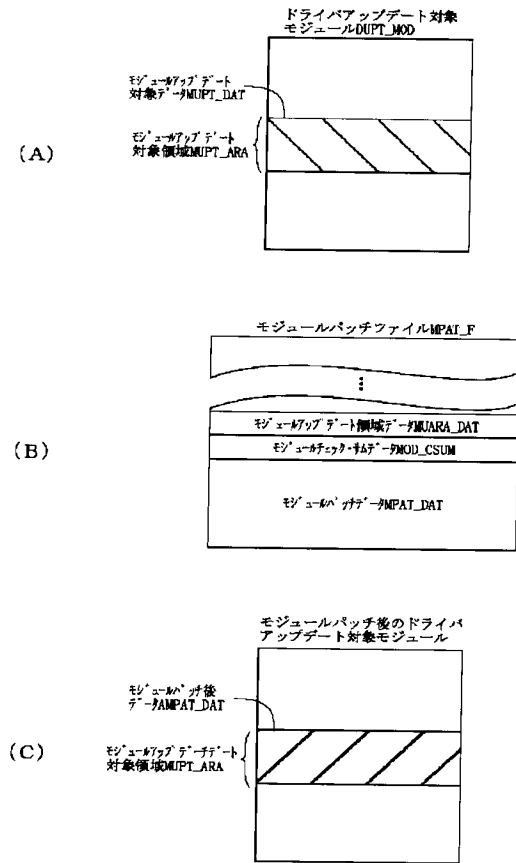 ドライバアップデート対象
モジュールDUPT_MOD
モジュールアップデート
対象データMUPT_DAT
(A)
モジュールアップデート
対象領域MUPT_ARA
モジュールパッチファイルMPAT_F
モジュールアップデート領域データMUARA_DAT
(B)
モジュールチェック・サムデータMOD_CSUM
モジュールパッチデータMPAT_DAT
モジュールパッチ後のドライバ
アップデート対象モジュール
モジュールパッチ後
データAMPAT_DAT
(C)
モジュールアップデーチデート
対象領域MUPT_ARA